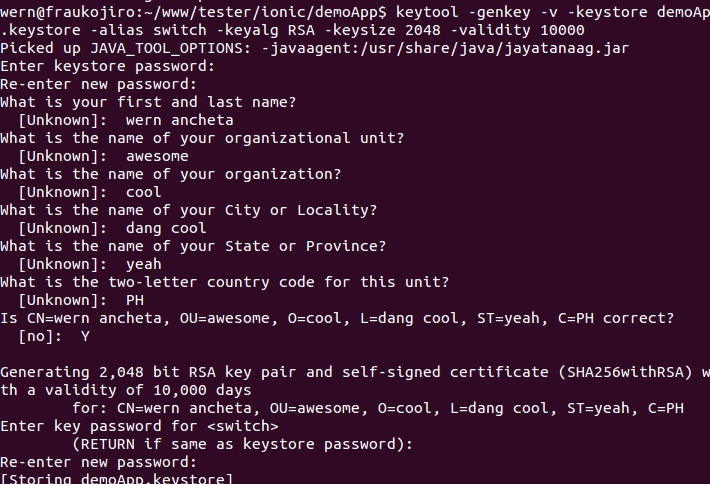 wern@fraukojiro:~/www/tester/ionic/demoApp$ keytool -genkey -v -keystore demoAp
.keystore -alias switch -keyalg RSA -keysize 2048 -validity 10000
Picked up JAVA_TOOL_OPTIONS: -javaagent:/usr/share/java/jayatanaag.jar
Enter keystore password:
Re-enter new password:
What is your first and last name?
  [Unknown]:  wern ancheta
What is the name of your organizational unit?
  [Unknown]:  awesome
What is the name of your organization?
  [Unknown]:  cool
What is the name of your City or Locality?
  [Unknown]:  dang cool
What is the name of your State or Province?
  [Unknown]:  yeah
What is the two-letter country code for this unit?
  [Unknown]:  PH
Is CN=wern ancheta, OU=awesome, O=cool, L=dang cool, ST=yeah, C=PH correct?
  [no]:  Y

Generating 2,048 bit RSA key pair and self-signed certificate (SHA256withRSA) w
th a validity of 10,000 days
        for: CN=wern ancheta, OU=awesome, O=cool, L=dang cool, ST=yeah, C=PH
Enter key password for <switch>
        (RETURN if same as keystore password):
Re-enter new password:
[Storing demoApp.keystore]